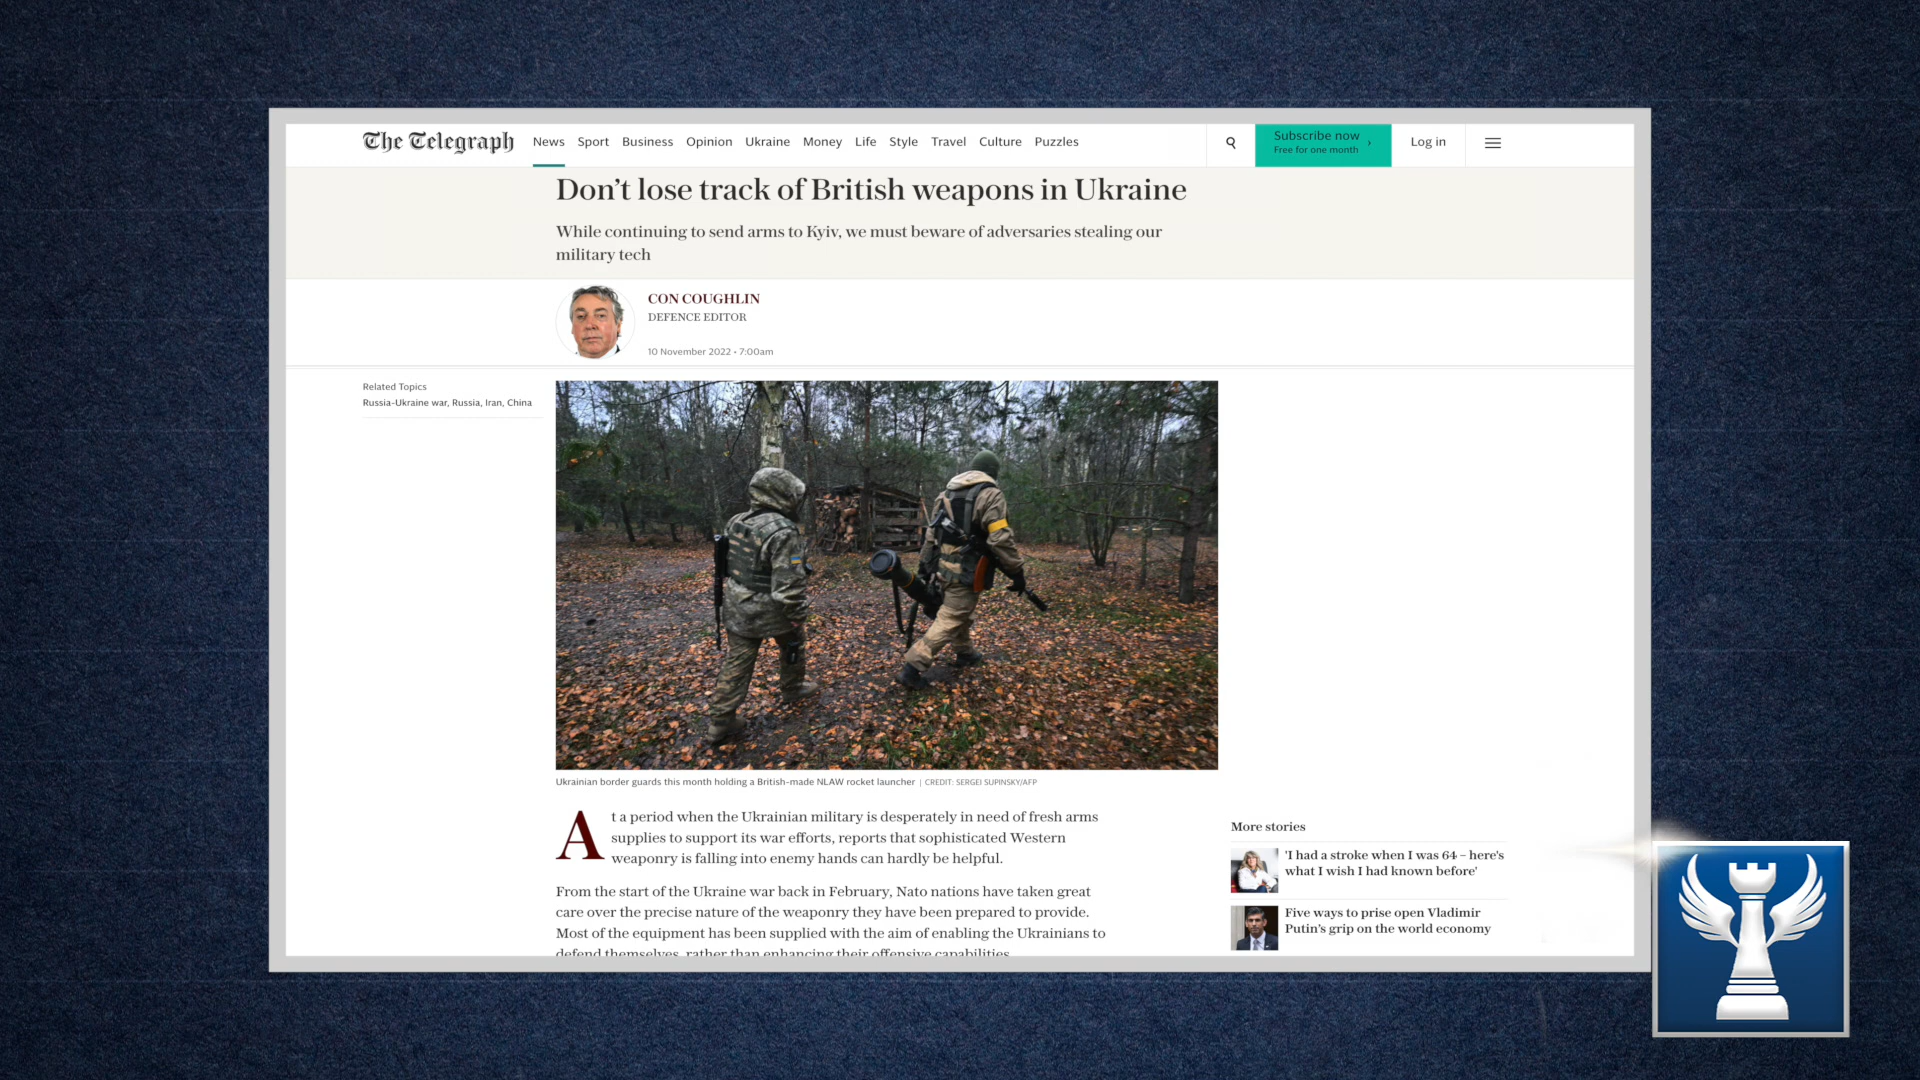 The Telegraph
News Sport Business Opinion Ukraine Money Life Style Travel Culture Puzzles
Subscribe now
Free for one month
Log in
Don't lose track of British weapons in Ukraine
While continuing to send arms to Kyiv, we must beware of adversaries stealing our
military tech
CON COUGHLIN
DEFENCE EDITOR
10 November 2022 • 7:00am
Related Topics
Russia-Ukraine war, Russia, Iran, China
Ukrainian border guards this month holding a British-made NLAW rocket launcher | CREDIT: SERGEI SUPINSKY/AFP
At a period when the Ukrainian military is desperately in need of fresh arms
supplies to support its war efforts, reports that sophisticated Western
weaponry is falling into enemy hands can hardly be helpful.
From the start of the Ukraine war back in February, Nato nations have taken great
care over the precise nature of the weaponry they have been prepared to provide.
Most of the equipment has been supplied with the aim of enabling the Ukrainians to
defend themselves, rather than enhancing their offensive capabilities.
More stories
'I had a stroke when I was 64 – here's
what I wish I had known before'
Five ways to prise open Vladimir
Putin's grip on the world economy